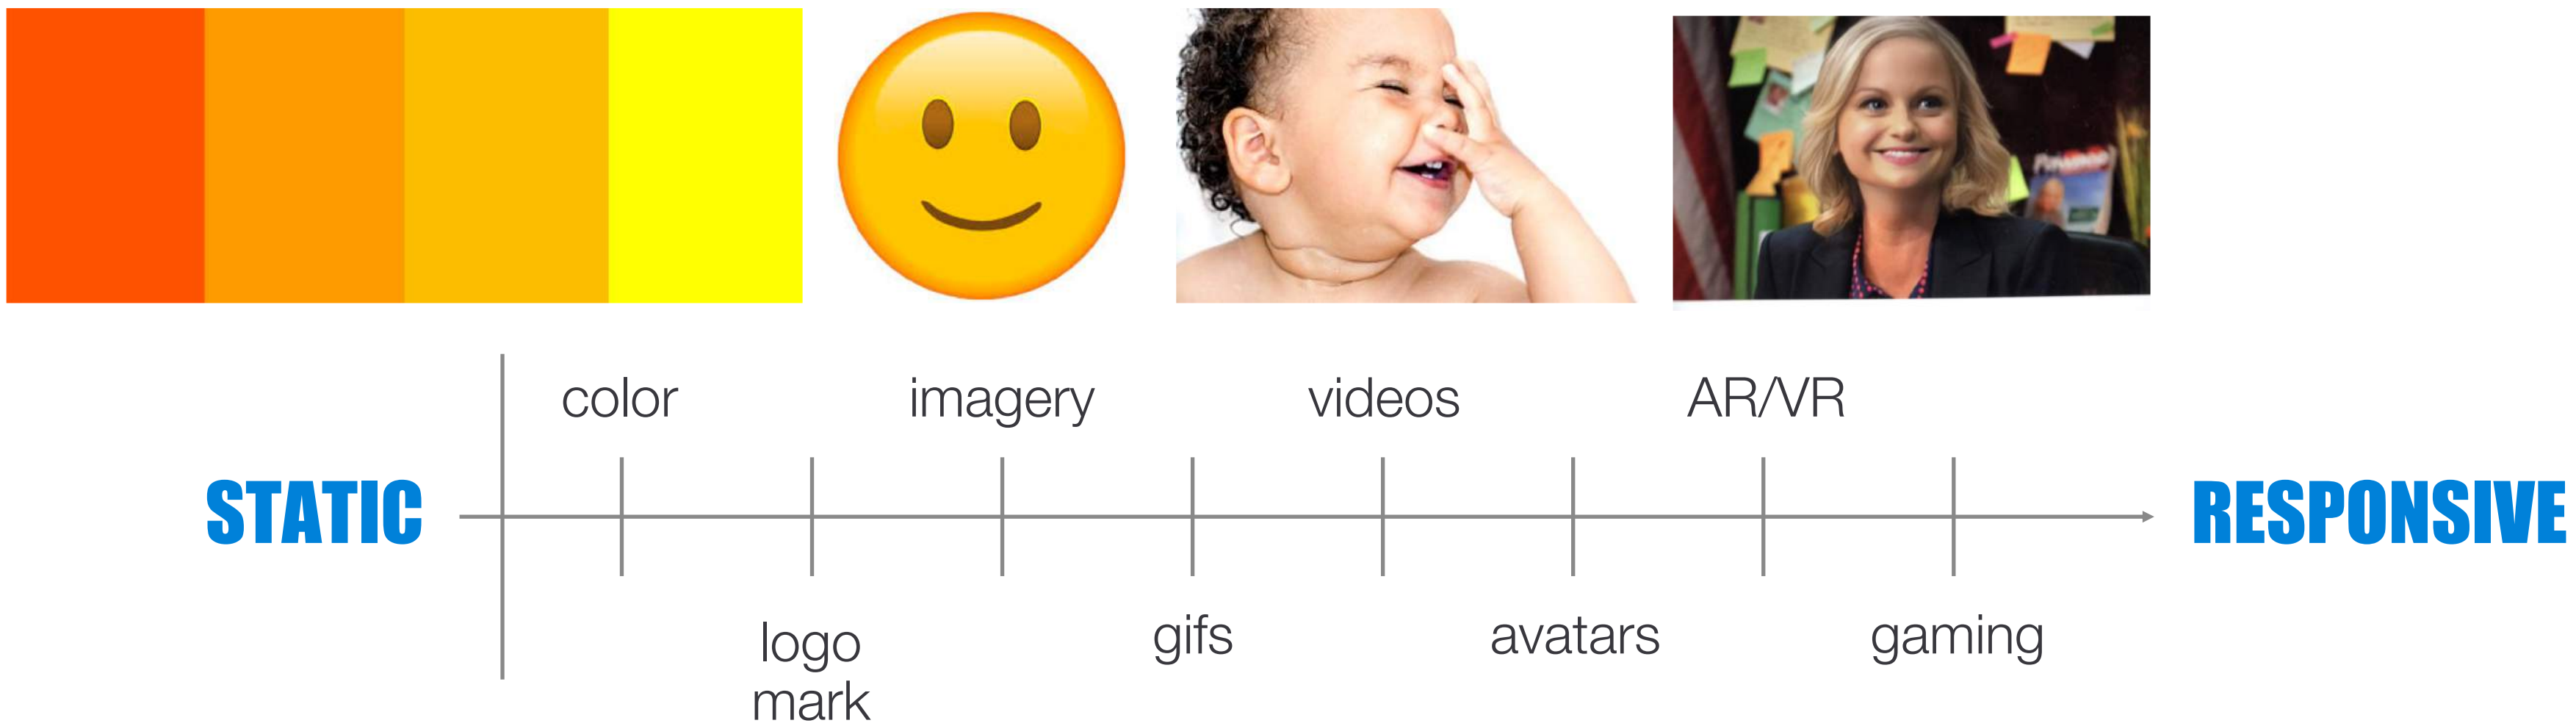 color
imagery
videos
AR/VR
STATIC
RESPONSIVE
logo
mark
gifs
avatars
gaming